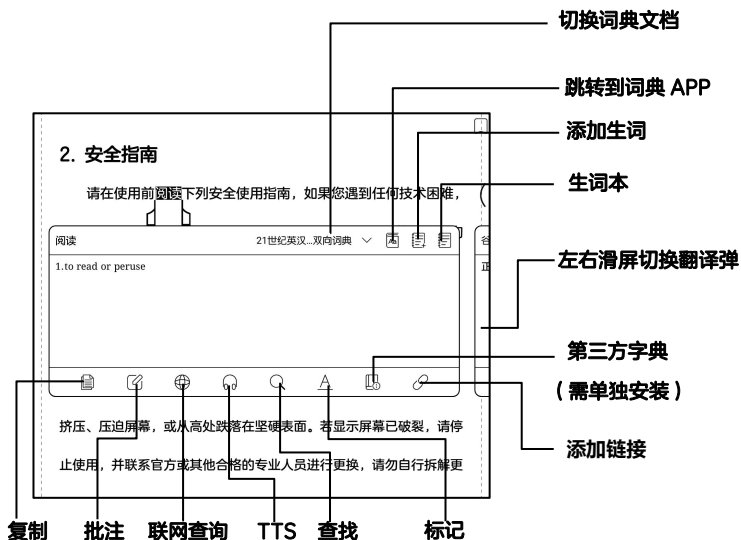 切换词典文档
跳转到词典 APP
添加生词
生词本
左右滑屏切换翻译弹
第三方字典
(需单独安装)
添加链接
2. 安全指南
请在使用前阅读下列安全使用指南，如果您遇到任何技术困难，
阅读 21世纪英汉...双向词典
谷
1.to read or peruse
正
挤压、压迫屏幕，或从高处跌落在坚硬表面。若显示屏幕已破裂，请停
止使用，并联系官方或其他合格的专业人员进行更换，请勿自行拆解更
复制 批注 联网查询 TTS 查找 标记